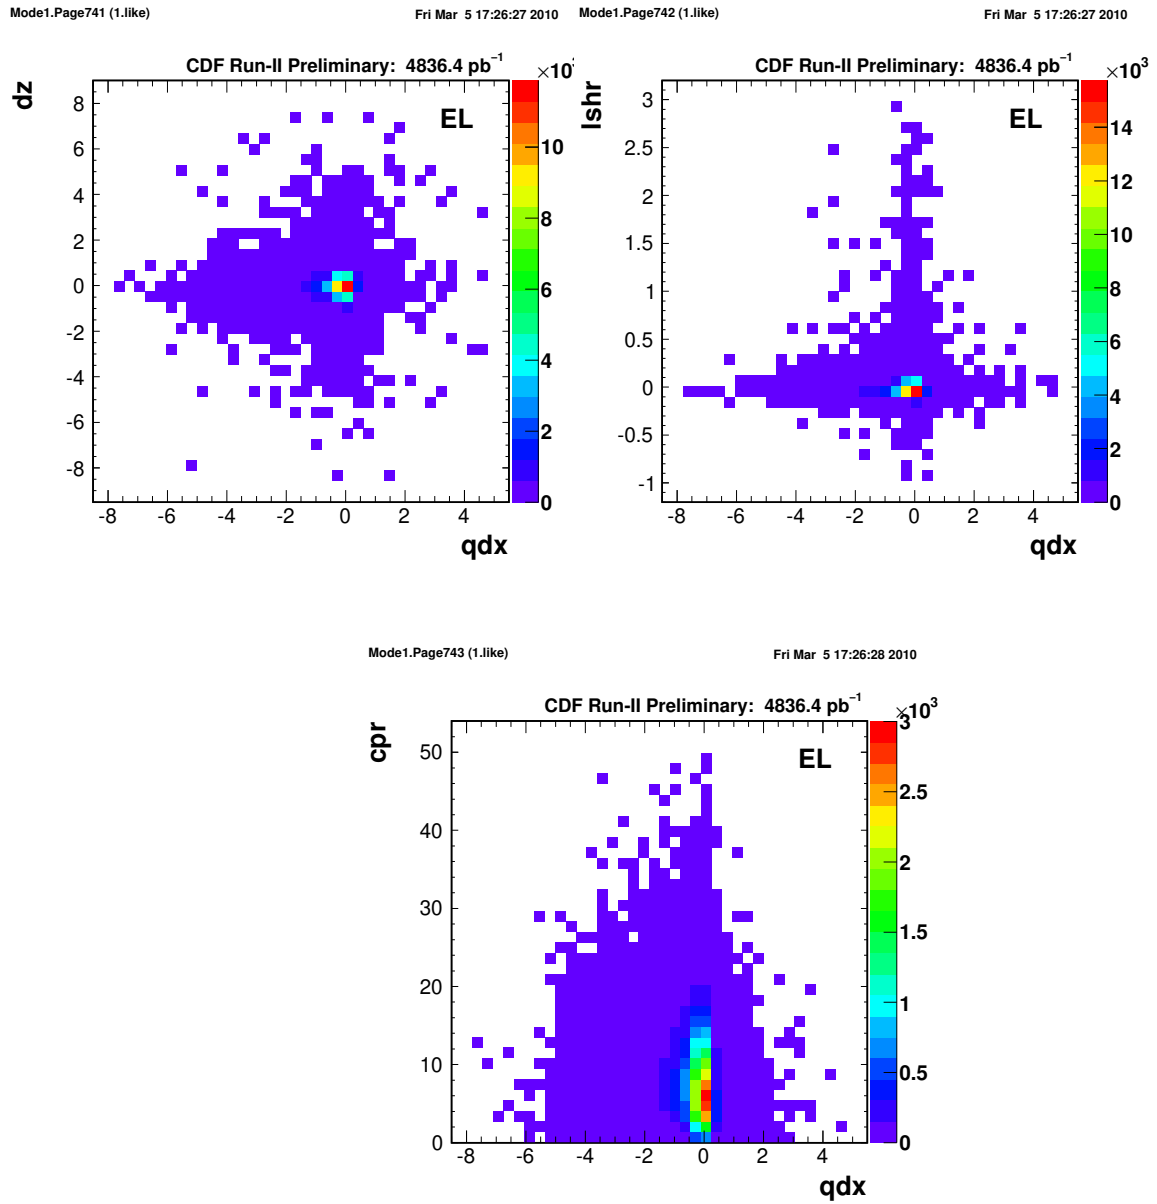 Mode1.Page741 (1.like) Fri Mar 5 17:26:27 2010
CDF Run-II Preliminary: 4836.4 pb⁻¹
×10
dz
EL
8
6
4
2
0
-2
-4
-6
-8
-8 -6 -4 -2 0 2 4
qdx
10
8
6
4
2
0
Mode1.Page742 (1.like) Fri Mar 5 17:26:27 2010
CDF Run-II Preliminary: 4836.4 pb⁻¹
×10³
lshr
EL
3
2.5
2
1.5
1
0.5
0
-0.5
-1
-8 -6 -4 -2 0 2 4
qdx
14
12
10
8
6
4
2
0
Mode1.Page743 (1.like) Fri Mar 5 17:26:28 2010
CDF Run-II Preliminary: 4836.4 pb⁻¹
×10³
cpr
EL
50
40
30
20
10
0
-8 -6 -4 -2 0 2 4
qdx
3
2.5
2
1.5
1
0.5
0